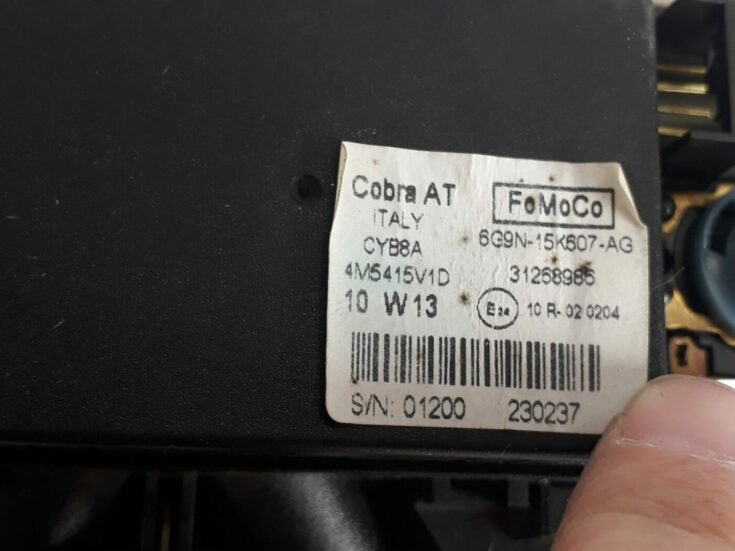 Cobra AT FoMoCo
ITALY
CYB8A 6G9N-15K607-AG
4M5415V1D 31268986
10 W13 E24 10 R-02 0204
S/N: 01200 230237